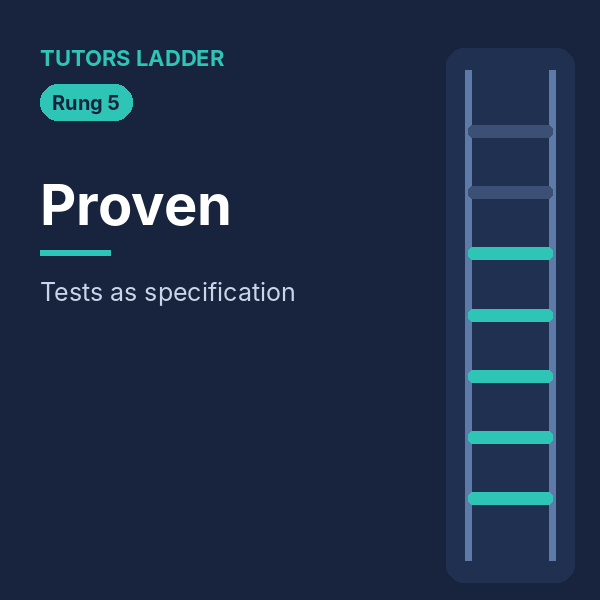 TUTORS LADDER
Rung 5
Proven
Tests as specification